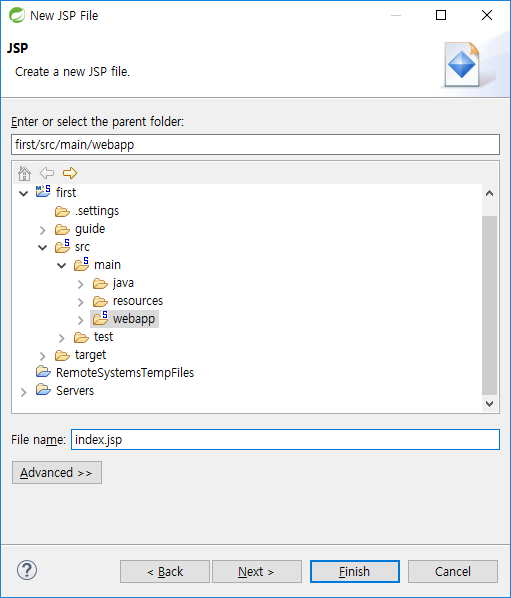 New JSP File
JSP
Create a new JSP file.
Enter or select the parent folder:
first/src/main/webapp
first
.settings
guide
src
main
java
resources
webapp
test
target
RemoteSystemsTempFiles
Servers
File name: index.jsp
Advanced >>
< Back Next > Finish Cancel